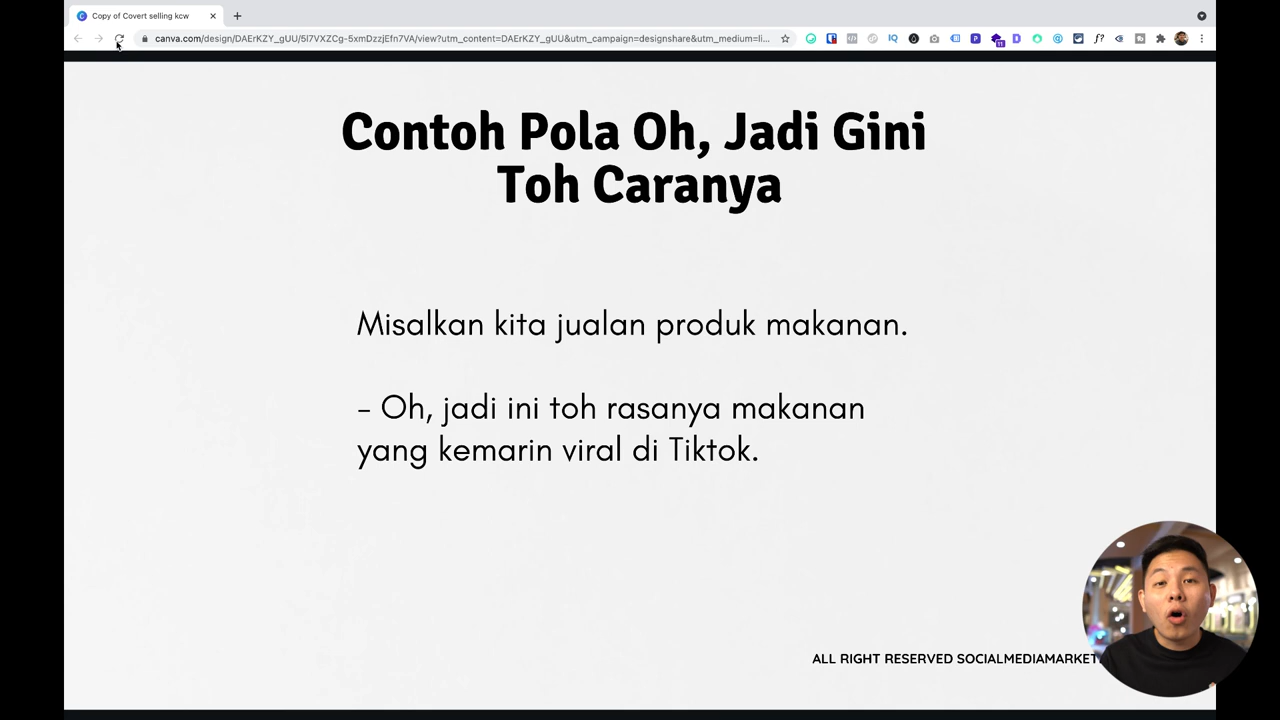 Copy of Covert selling kcw
canva.com/design/DAErKZY_gUU/5l7VXZCg-5xmDzzjEfn7VA/view?utm_content=DAErKZY_gUU&utm_campaign=designshare&utm_medium=li...
Contoh Pola Oh, Jadi Gini
Toh Caranya
Misalkan kita jualan produk makanan.
- Oh, jadi ini toh rasanya makanan
yang kemarin viral di Tiktok.
ALL RIGHT RESERVED SOCIALMEDIAMARKET